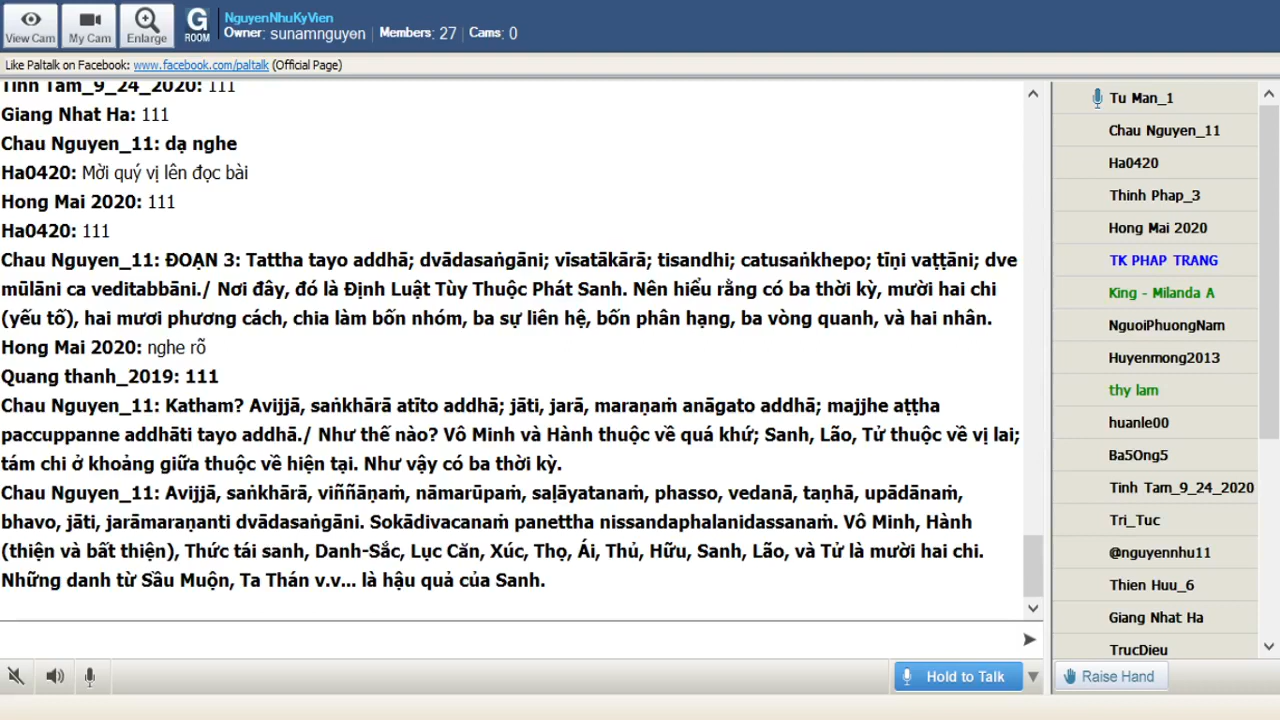 NguyenNhuKyVien
View Cam
My Cam
Enlarge
G
ROOM
Owner: sunamnguyen | Members: 27 | Cams: 0
Like Paltalk on Facebook: www.facebook.com/paltalk (Official Page)
Tinh Tam_9_24_2020: 111
Giang Nhat Ha: 111
Chau Nguyen_11: dạ nghe
Ha0420: Mời quý vị lên đọc bài
Hong Mai 2020: 111
Ha0420: 111
Chau Nguyen_11: ĐOẠN 3: Tattha tayo addhā; dvādasaṅgāni; vīsatākārā; tisandhi; catusaṅkhepo; tīṇi vaṭṭāni; dve
mūlāni ca veditabbāni./ Nơi đây, đó là Định Luật Tùy Thuộc Phát Sanh. Nên hiểu rằng có ba thời kỳ, mười hai chi
(yếu tố), hai mươi phương cách, chia làm bốn nhóm, ba sự liên hệ, bốn phân hạng, ba vòng quanh, và hai nhân.
Hong Mai 2020: nghe rõ
Quang thanh_2019: 111
Chau Nguyen_11: Katham? Avijjā, saṅkhārā atīto addhā; jāti, jarā, maraṇaṁ anāgato addhā; majjhe aṭṭha
paccuppanne addhāti tayo addhā./ Như thế nào? Vô Minh và Hành thuộc về quá khứ; Sanh, Lão, Tử thuộc về vị lai;
tám chi ở khoảng giữa thuộc về hiện tại. Như vậy có ba thời kỳ.
Chau Nguyen_11: Avijjā, saṅkhārā, viññāṇaṁ, nāmarūpaṁ, saḷāyatanaṁ, phasso, vedanā, taṇhā, upādānaṁ,
bhavo, jāti, jarāmaraṇanti dvādasaṅgāni. Sokādivacanaṁ panettha nissandaphalanidassanaṁ. Vô Minh, Hành
(thiện và bất thiện), Thức tái sanh, Danh-Sắc, Lục Căn, Xúc, Thọ, Ái, Thủ, Hữu, Sanh, Lão, và Tử là mười hai chi.
Những danh từ Sầu Muộn, Ta Thán v.v... là hậu quả của Sanh.
Tu Man_1
Chau Nguyen_11
Ha0420
Thinh Phap_3
Hong Mai 2020
TK PHAP TRANG
King - Milanda A
NguoiPhuongNam
Huyenmong2013
thy lam
huanle00
Ba5Ong5
Tinh Tam_9_24_2020
Tri_Tuc
@nguyennhu11
Thien Huu_6
Giang Nhat Ha
TrucDieu
Hold to Talk
Raise Hand